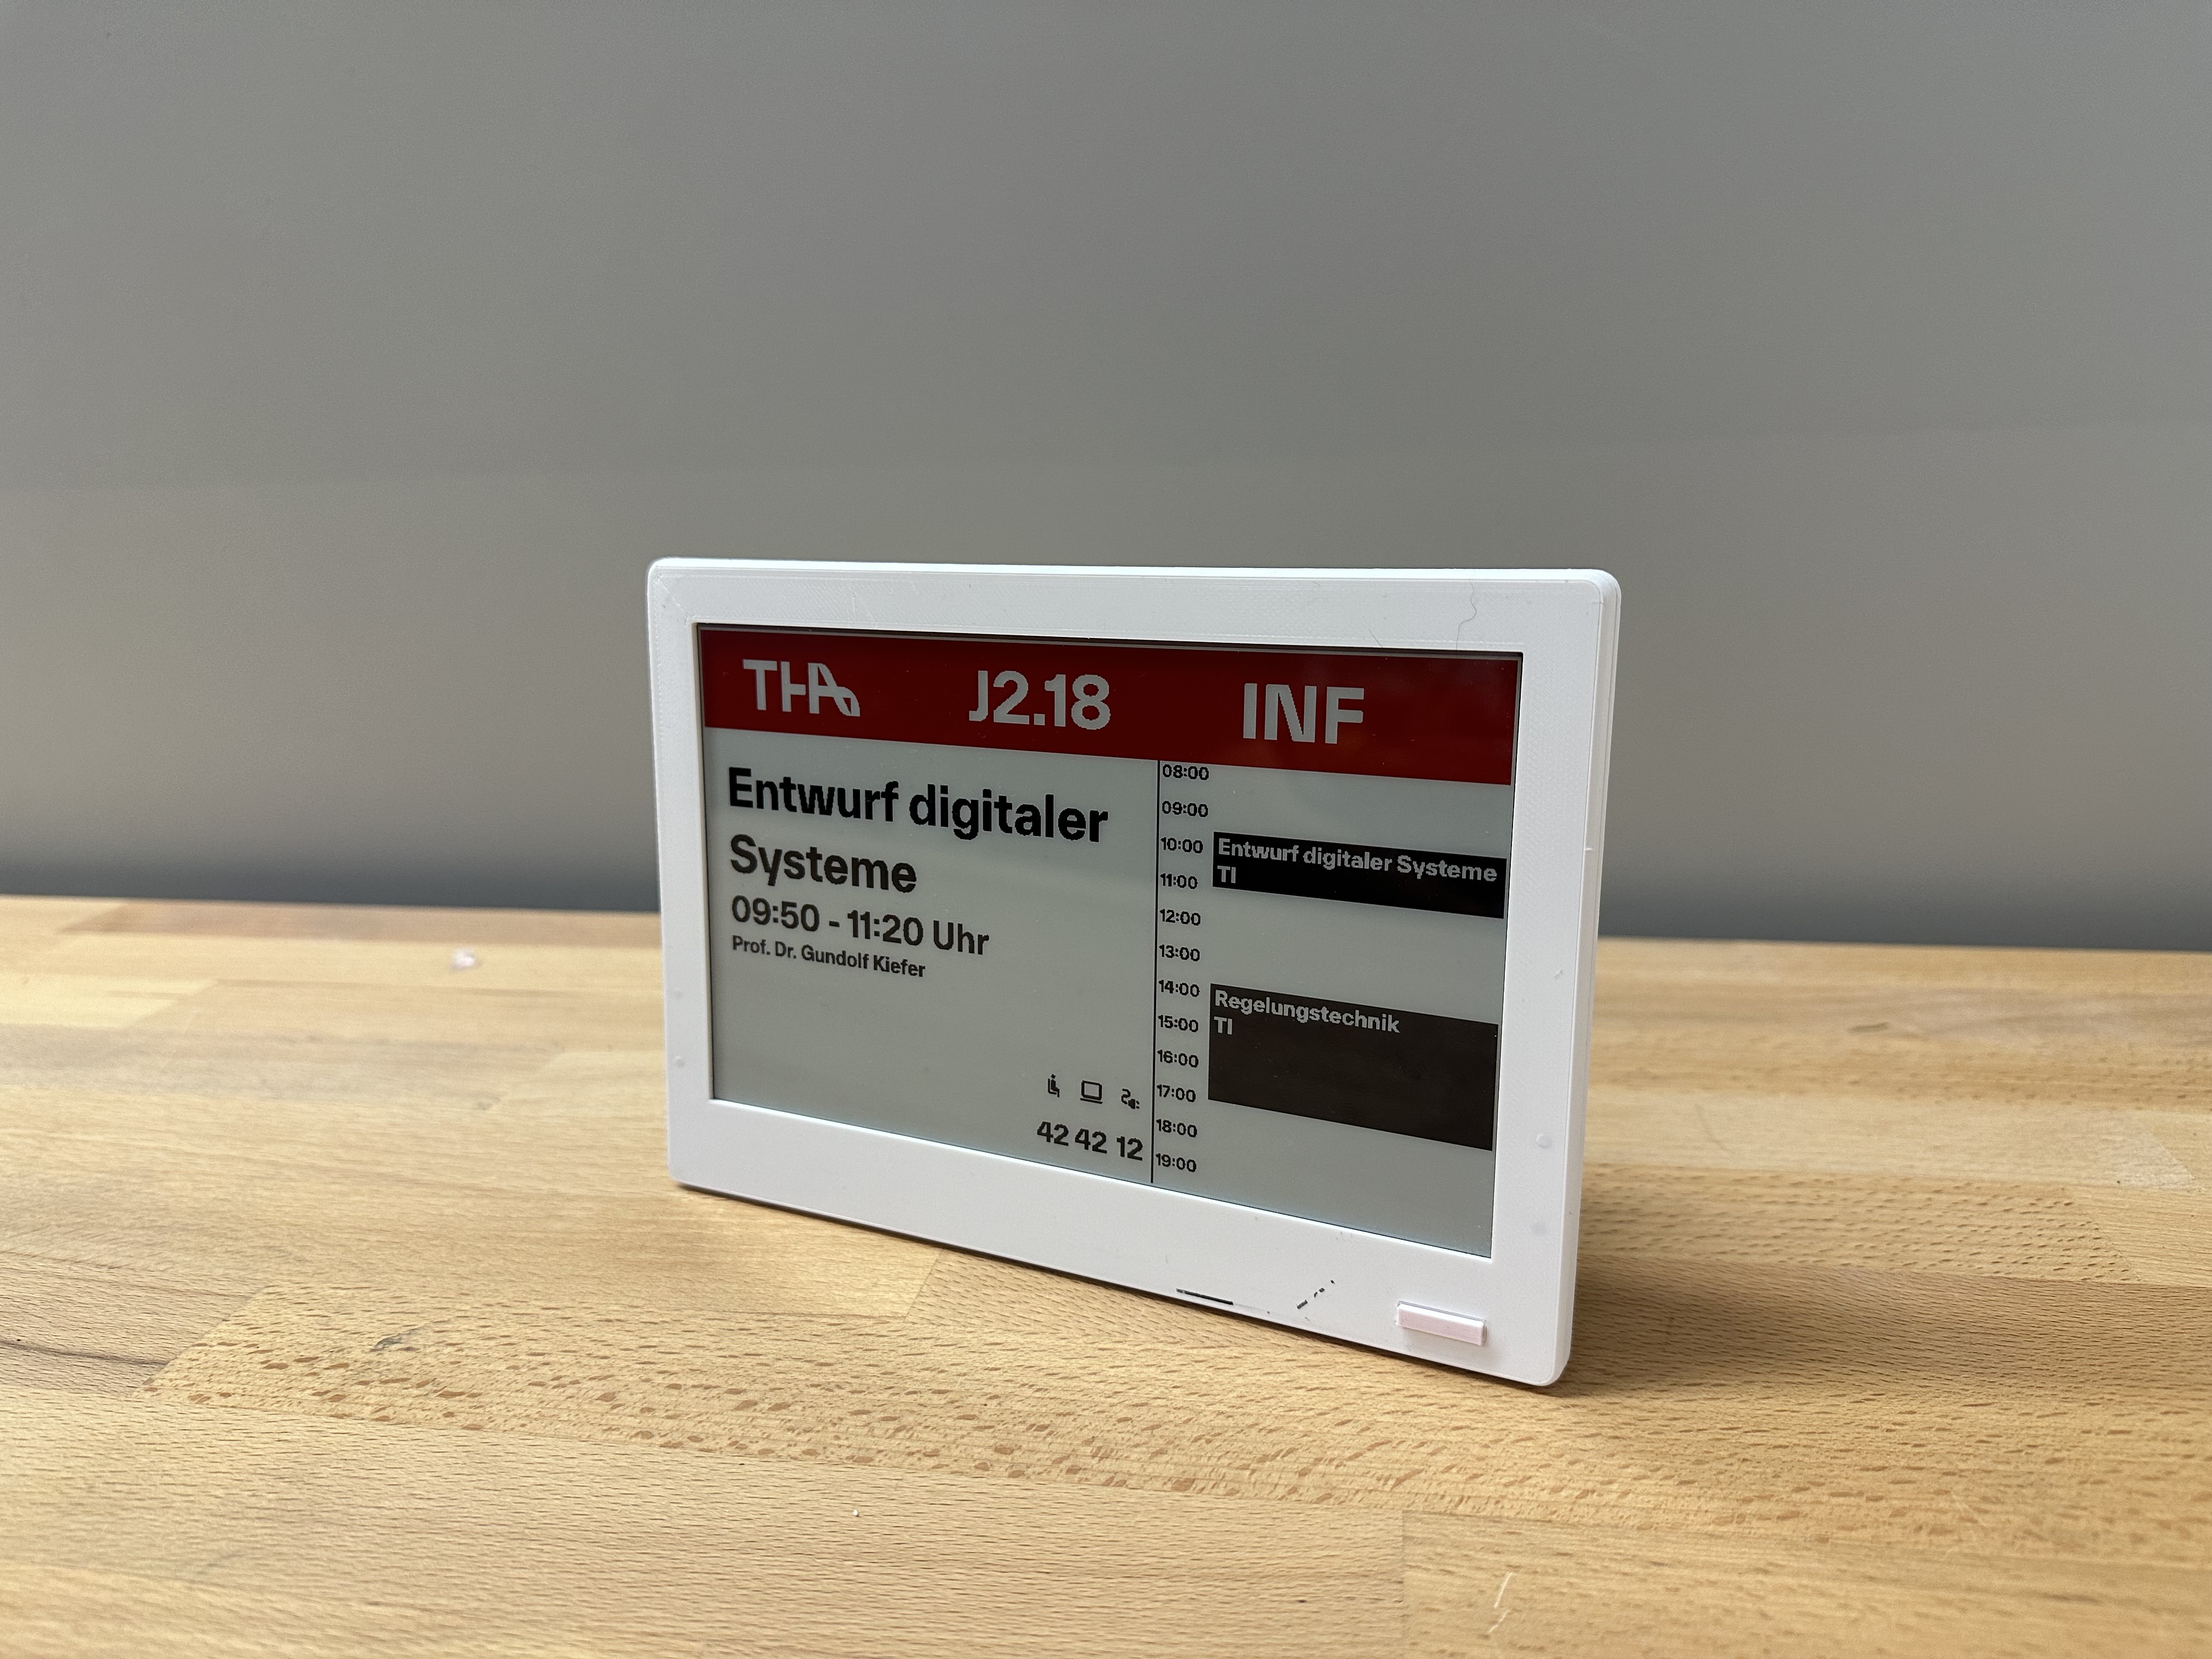 THA J2.18 INF
Entwurf digitaler
Systeme
09:50 - 11:20 Uhr
Prof. Dr. Gundolf Kiefer
42 42 12
08:00
09:00
10:00
11:00
12:00
13:00
14:00
15:00
16:00
17:00
18:00
19:00
Entwurf digitaler Systeme
TI
Regelungstechnik
TI